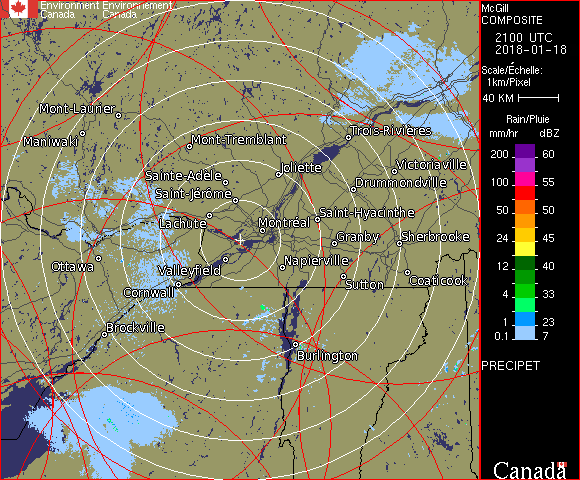 Environment Environnement
Canada Canada
McGill
COMPOSITE
2100 UTC
2018-01-18
Scale/Échelle:
1km/Pixel
40 KM
Rain/Pluie
mm/hr dBZ
200 60
100 55
50 50
24 45
12 40
4 33
1 23
0.1 7
PRECIPET
Canada
Mont-Laurier
Maniwaki
Mont-Tremblant
Trois-Rivières
Sainte-Adèle
Joliette
Victoriaville
Saint-Jérôme
Drummondville
Lachute
Montréal
Saint-Hyacinthe
Granby
Sherbrooke
Ottawa
Valleyfield
Napierville
Cornwall
Sutton
Coaticook
Brockville
Burlington